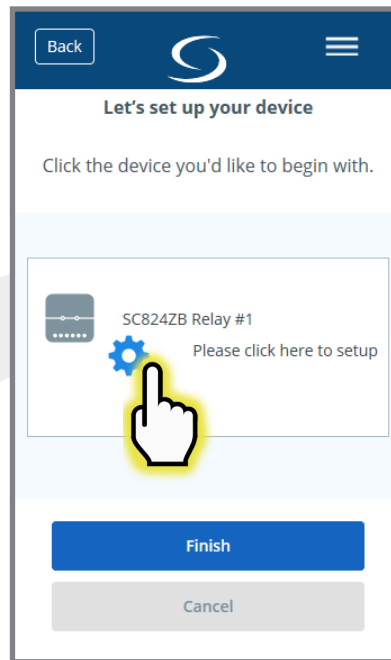 Back
Let's set up your device
Click the device you'd like to begin with.
SC824ZB Relay #1
Please click here to setup
Finish
Cancel